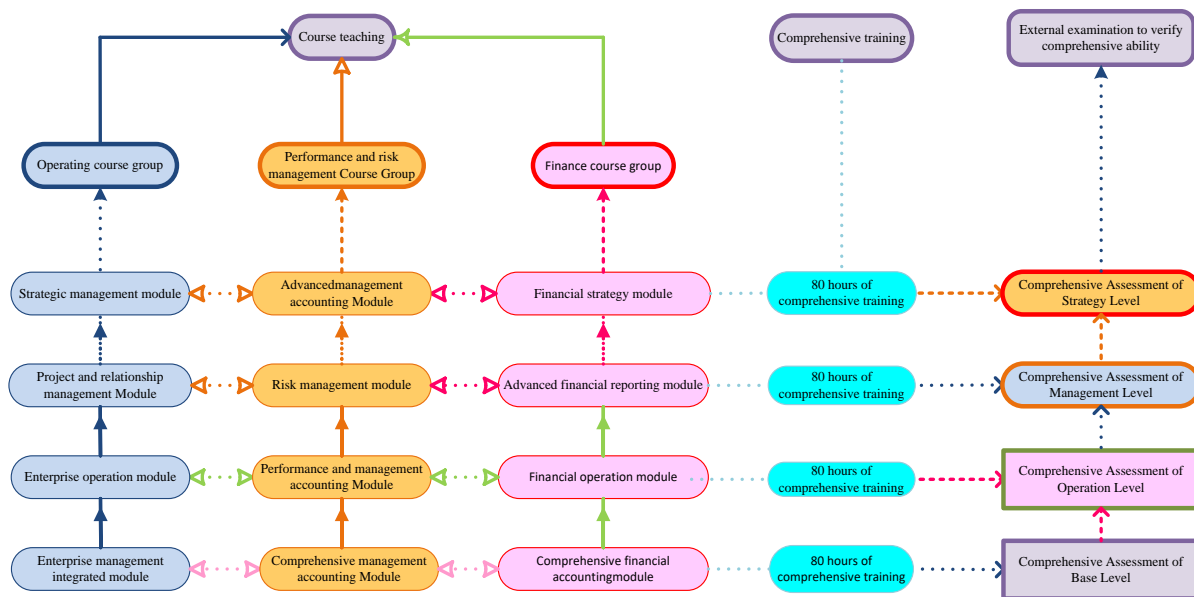 Course teaching
Comprehensive training
External examination to verify
comprehensive ability
Operating course group
Performance and risk
management Course Group
Finance course group
Strategic management module
Advancedmanagement
accounting Module
Financial strategy module
80 hours of
comprehensive training
Comprehensive Assessment of
Strategy Level
Project and relationship
management Module
Risk management module
Advanced financial reporting module
80 hours of
comprehensive training
Comprehensive Assessment of
Management Level
Enterprise operation module
Performance and management
accounting Module
Financial operation module
80 hours of
comprehensive training
Comprehensive Assessment of
Operation Level
Enterprise management
integrated module
Comprehensive management
accounting Module
Comprehensive financial
accountingmodule
80 hours of
comprehensive training
Comprehensive Assessment of
Base Level